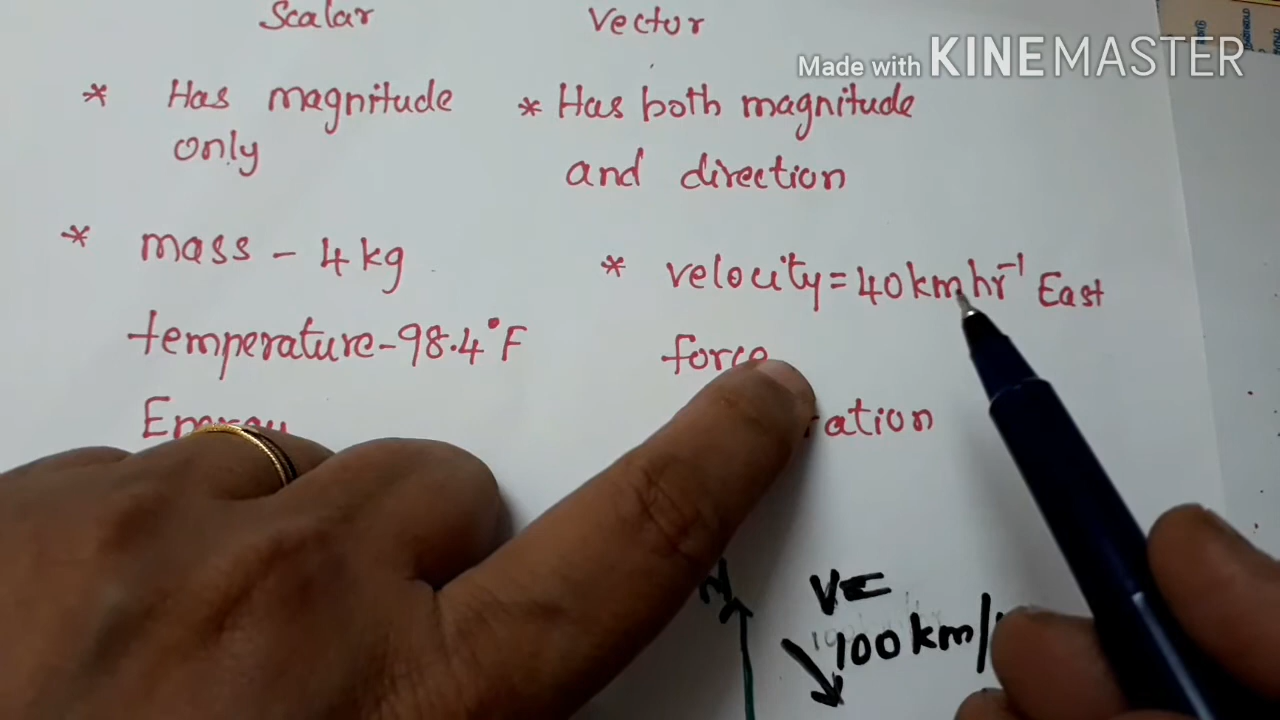 Scalar
Vector
Made with KINEMASTER
* Has magnitude
only
* Has both magnitude
and direction
* mass - 4 kg
temperature - 98.4°F
Energy
* velocity = 40 km hr⁻¹ East
force
ration
N
V =
100 km/